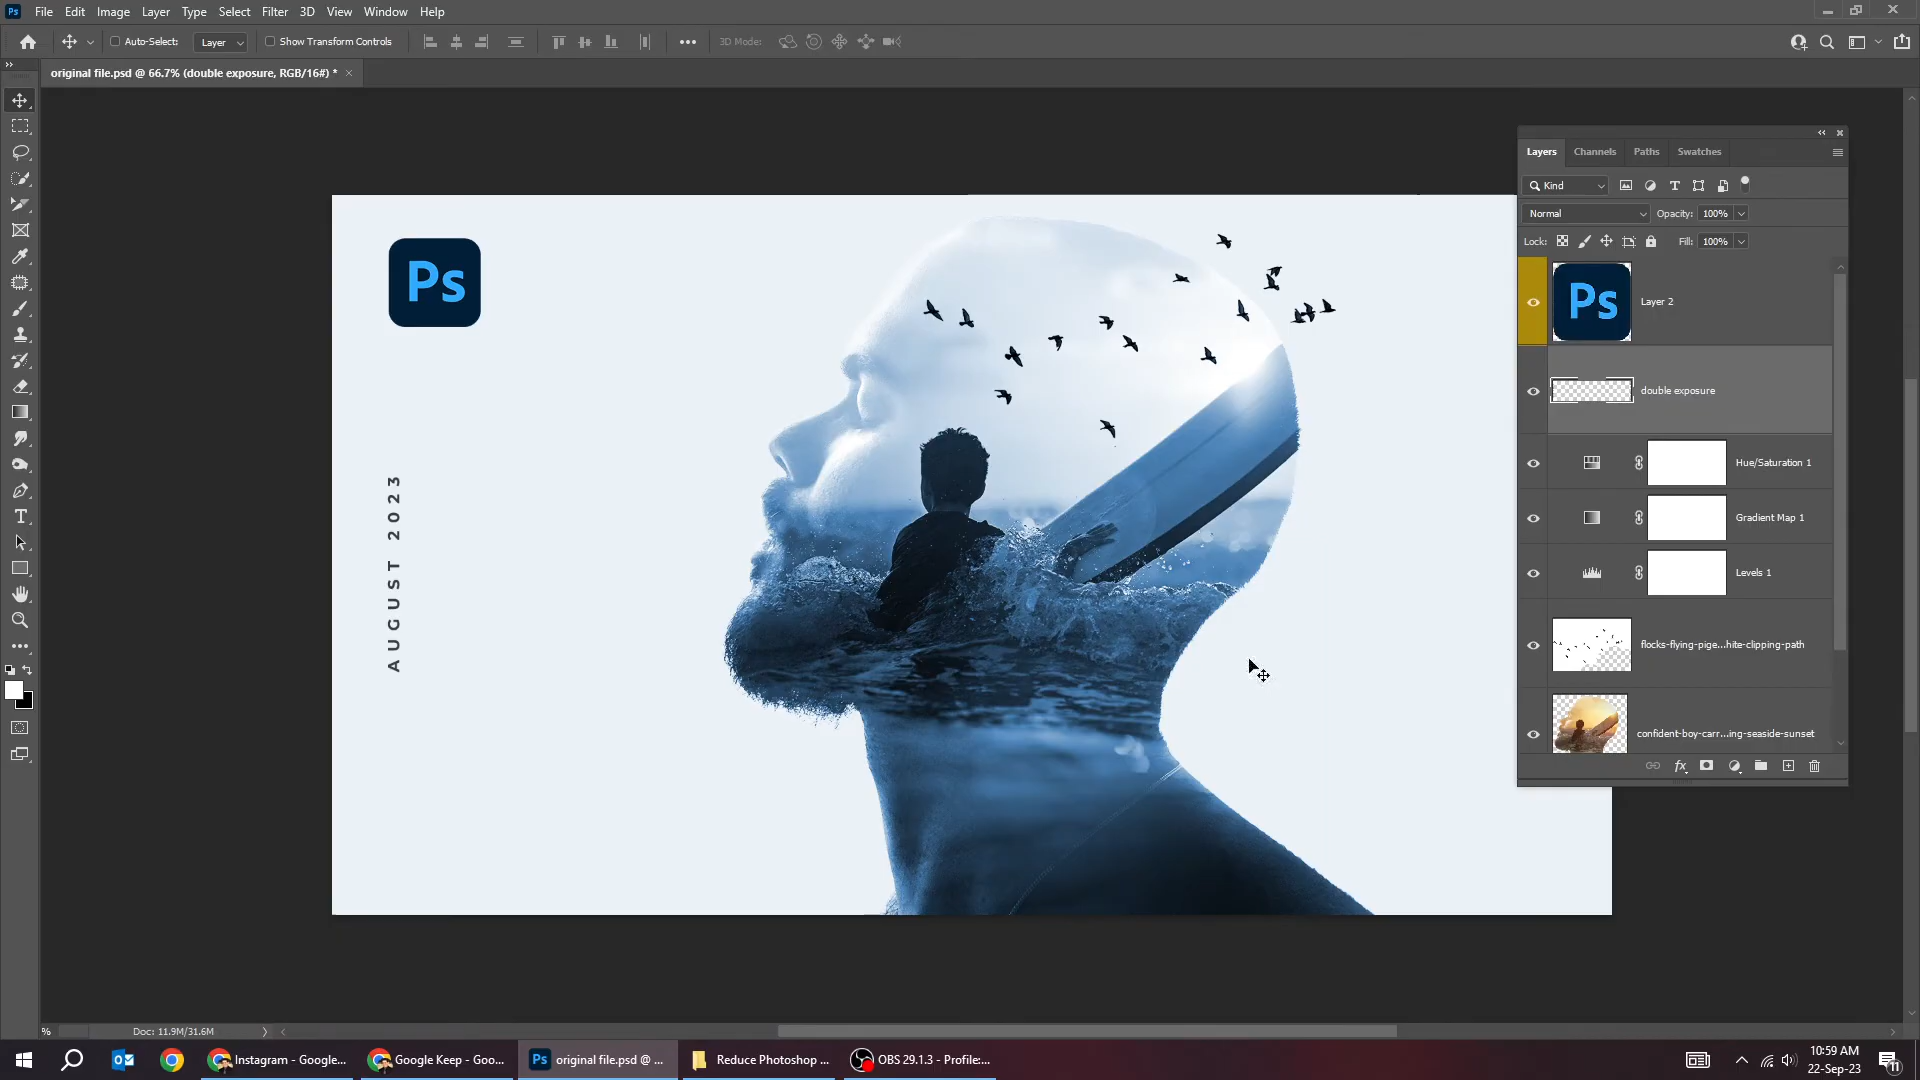 Ps File Edit Image Layer Type Select Filter 3D View Window Help
Auto-Select: Layer Show Transform Controls 3D Mode:
original file.psd @ 66.7% (double exposure, RGB/16#) * ×
Ps
AUGUST 2023
Layers Channels Paths Swatches
Kind
Normal Opacity: 100%
Lock: Fill: 100%
Ps Layer 2
double exposure
Hue/Saturation 1
Gradient Map 1
Levels 1
flocks-flying-pige...hite-clipping-path
confident-boy-carr...ing-seaside-sunset
fx
% Doc: 11.9M/31.6M
Instagram - Google... Google Keep - Goo... Ps original file.psd @ ... Reduce Photoshop ... OBS 29.1.3 - Profile:...
10:59 AM
22-Sep-23
11